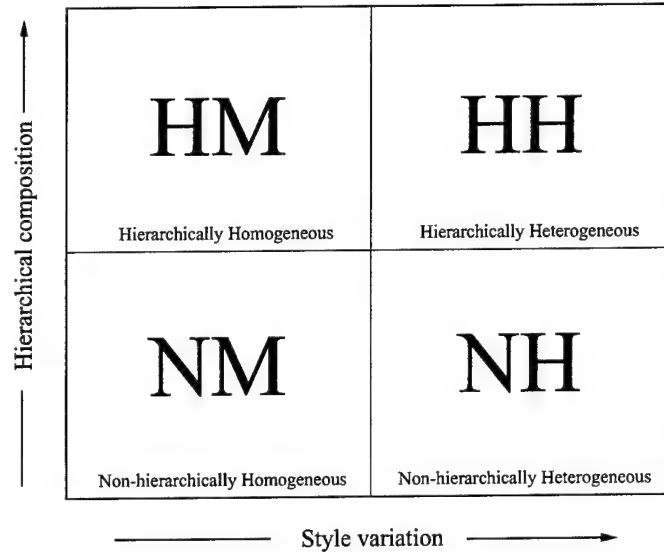 Hierarchical composition
HM
Hierarchically Homogeneous
HH
Hierarchically Heterogeneous
NM
Non-hierarchically Homogeneous
NH
Non-hierarchically Heterogeneous
Style variation